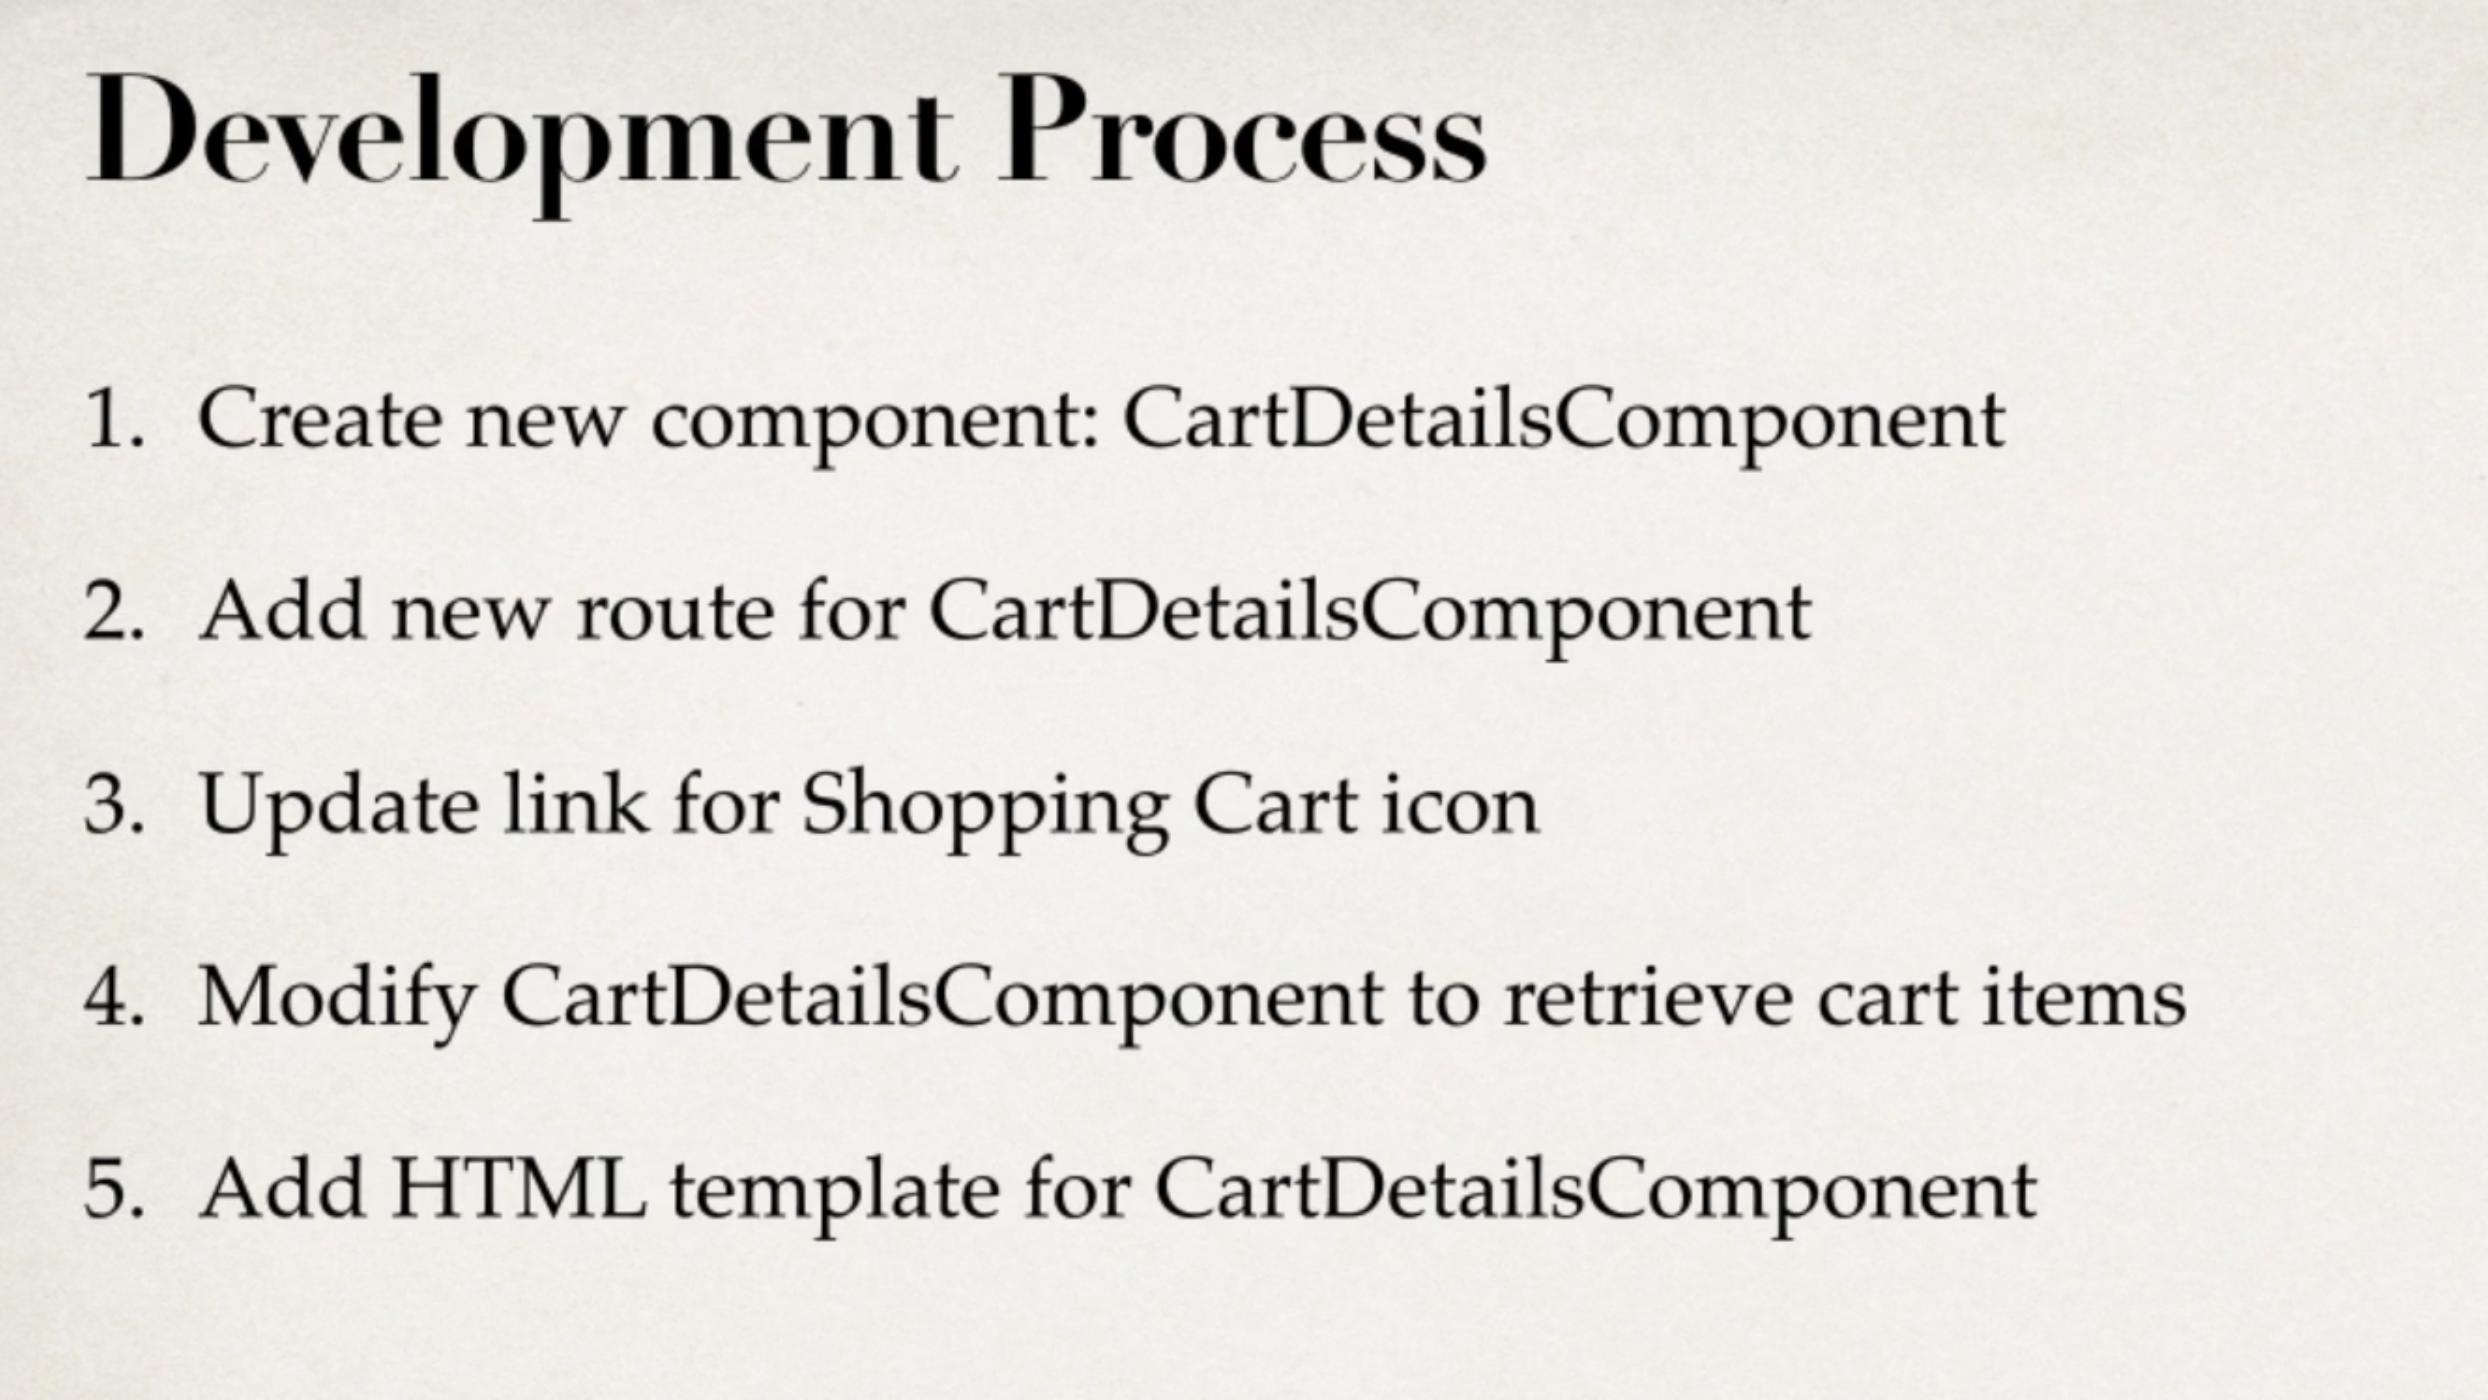 Development Process
1. Create new component: CartDetailsComponent
2. Add new route for CartDetailsComponent
3. Update link for Shopping Cart icon
4. Modify CartDetailsComponent to retrieve cart items
5. Add HTML template for CartDetailsComponent